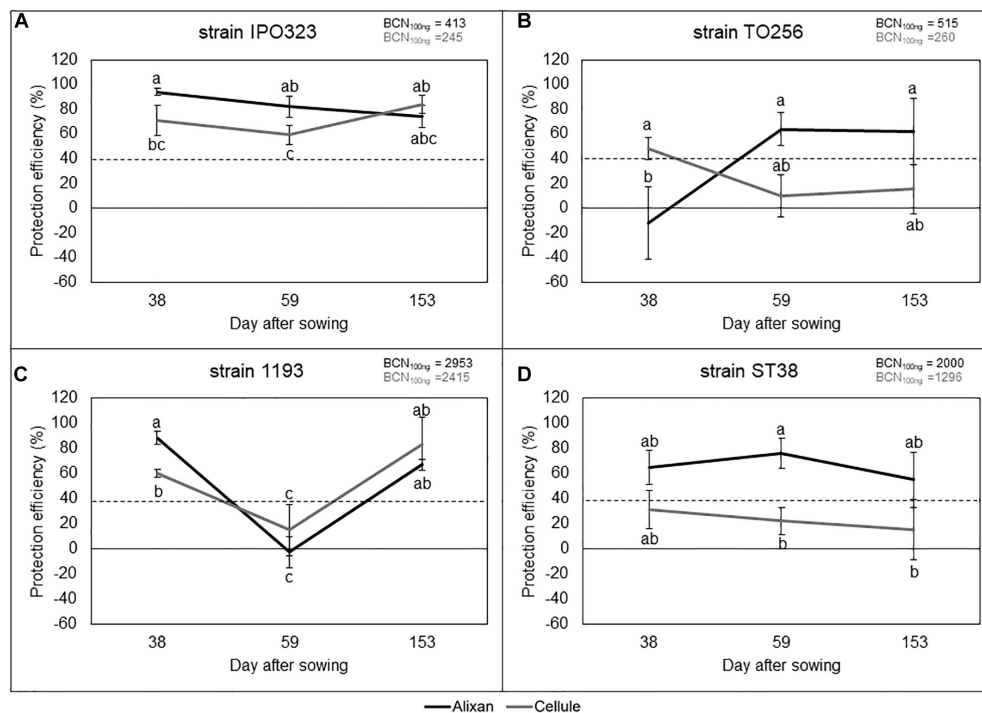 A
strain IPO323
BCN100ng = 413
BCN100ng =245
Protection efficiency (%)
120
100
80
60
40
20
0
-20
-40
-60
a
ab
ab
bc
c
abc
38
59
153
Day after sowing
B
strain TO256
BCN100ng = 515
BCN100ng =260
Protection efficiency (%)
120
100
80
60
40
20
0
-20
-40
-60
a
a
a
b
ab
ab
38
59
153
Day after sowing
C
strain 1193
BCN100ng = 2953
BCN100ng =2415
Protection efficiency (%)
120
100
80
60
40
20
0
-20
-40
-60
a
ab
b
c
ab
c
38
59
153
Day after sowing
D
strain ST38
BCN100ng = 2000
BCN100ng =1296
Protection efficiency (%)
120
100
80
60
40
20
0
-20
-40
-60
ab
a
ab
ab
b
b
38
59
153
Day after sowing
Alixan
Cellule